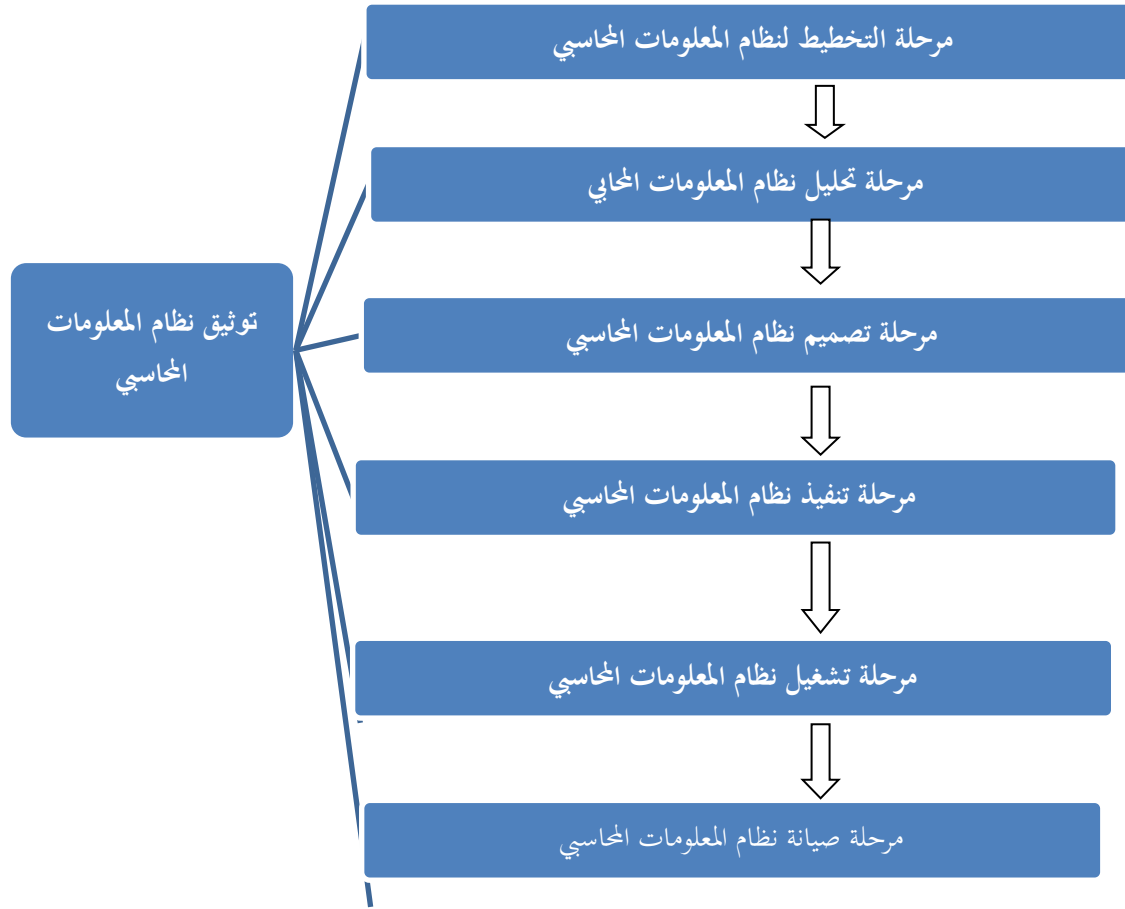 مرحلة التخطيط لنظام المعلومات المحاسبي
مرحلة تحليل نظام المعلومات المحابي
مرحلة تصميم نظام المعلومات المحاسبي
توثيق نظام المعلومات
المحاسبي
مرحلة تنفيذ نظام المعلومات المحاسبي
مرحلة تشغيل نظام المعلومات المحاسبي
مرحلة صيانة نظام المعلومات المحاسبي